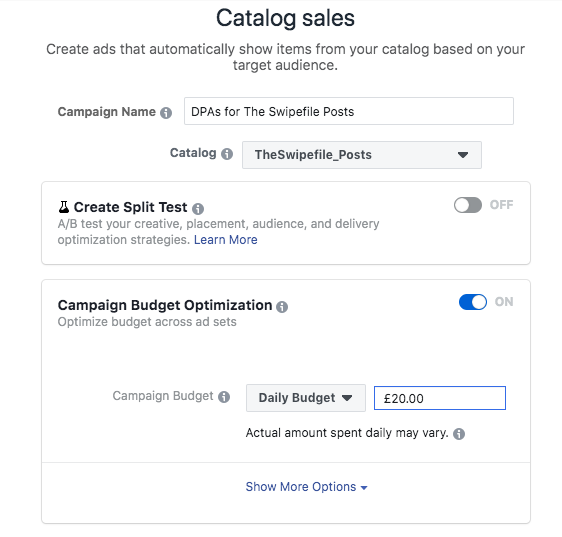 Catalog sales
Create ads that automatically show items from your catalog based on your
target audience.
Campaign Name
DPAs for The Swipefile Posts
Catalog
TheSwipefile_Posts
Create Split Test
OFF
A/B test your creative, placement, audience, and delivery
optimization strategies. Learn More
Campaign Budget Optimization
ON
Optimize budget across ad sets
Campaign Budget
Daily Budget
£20.00
Actual amount spent daily may vary.
Show More Options